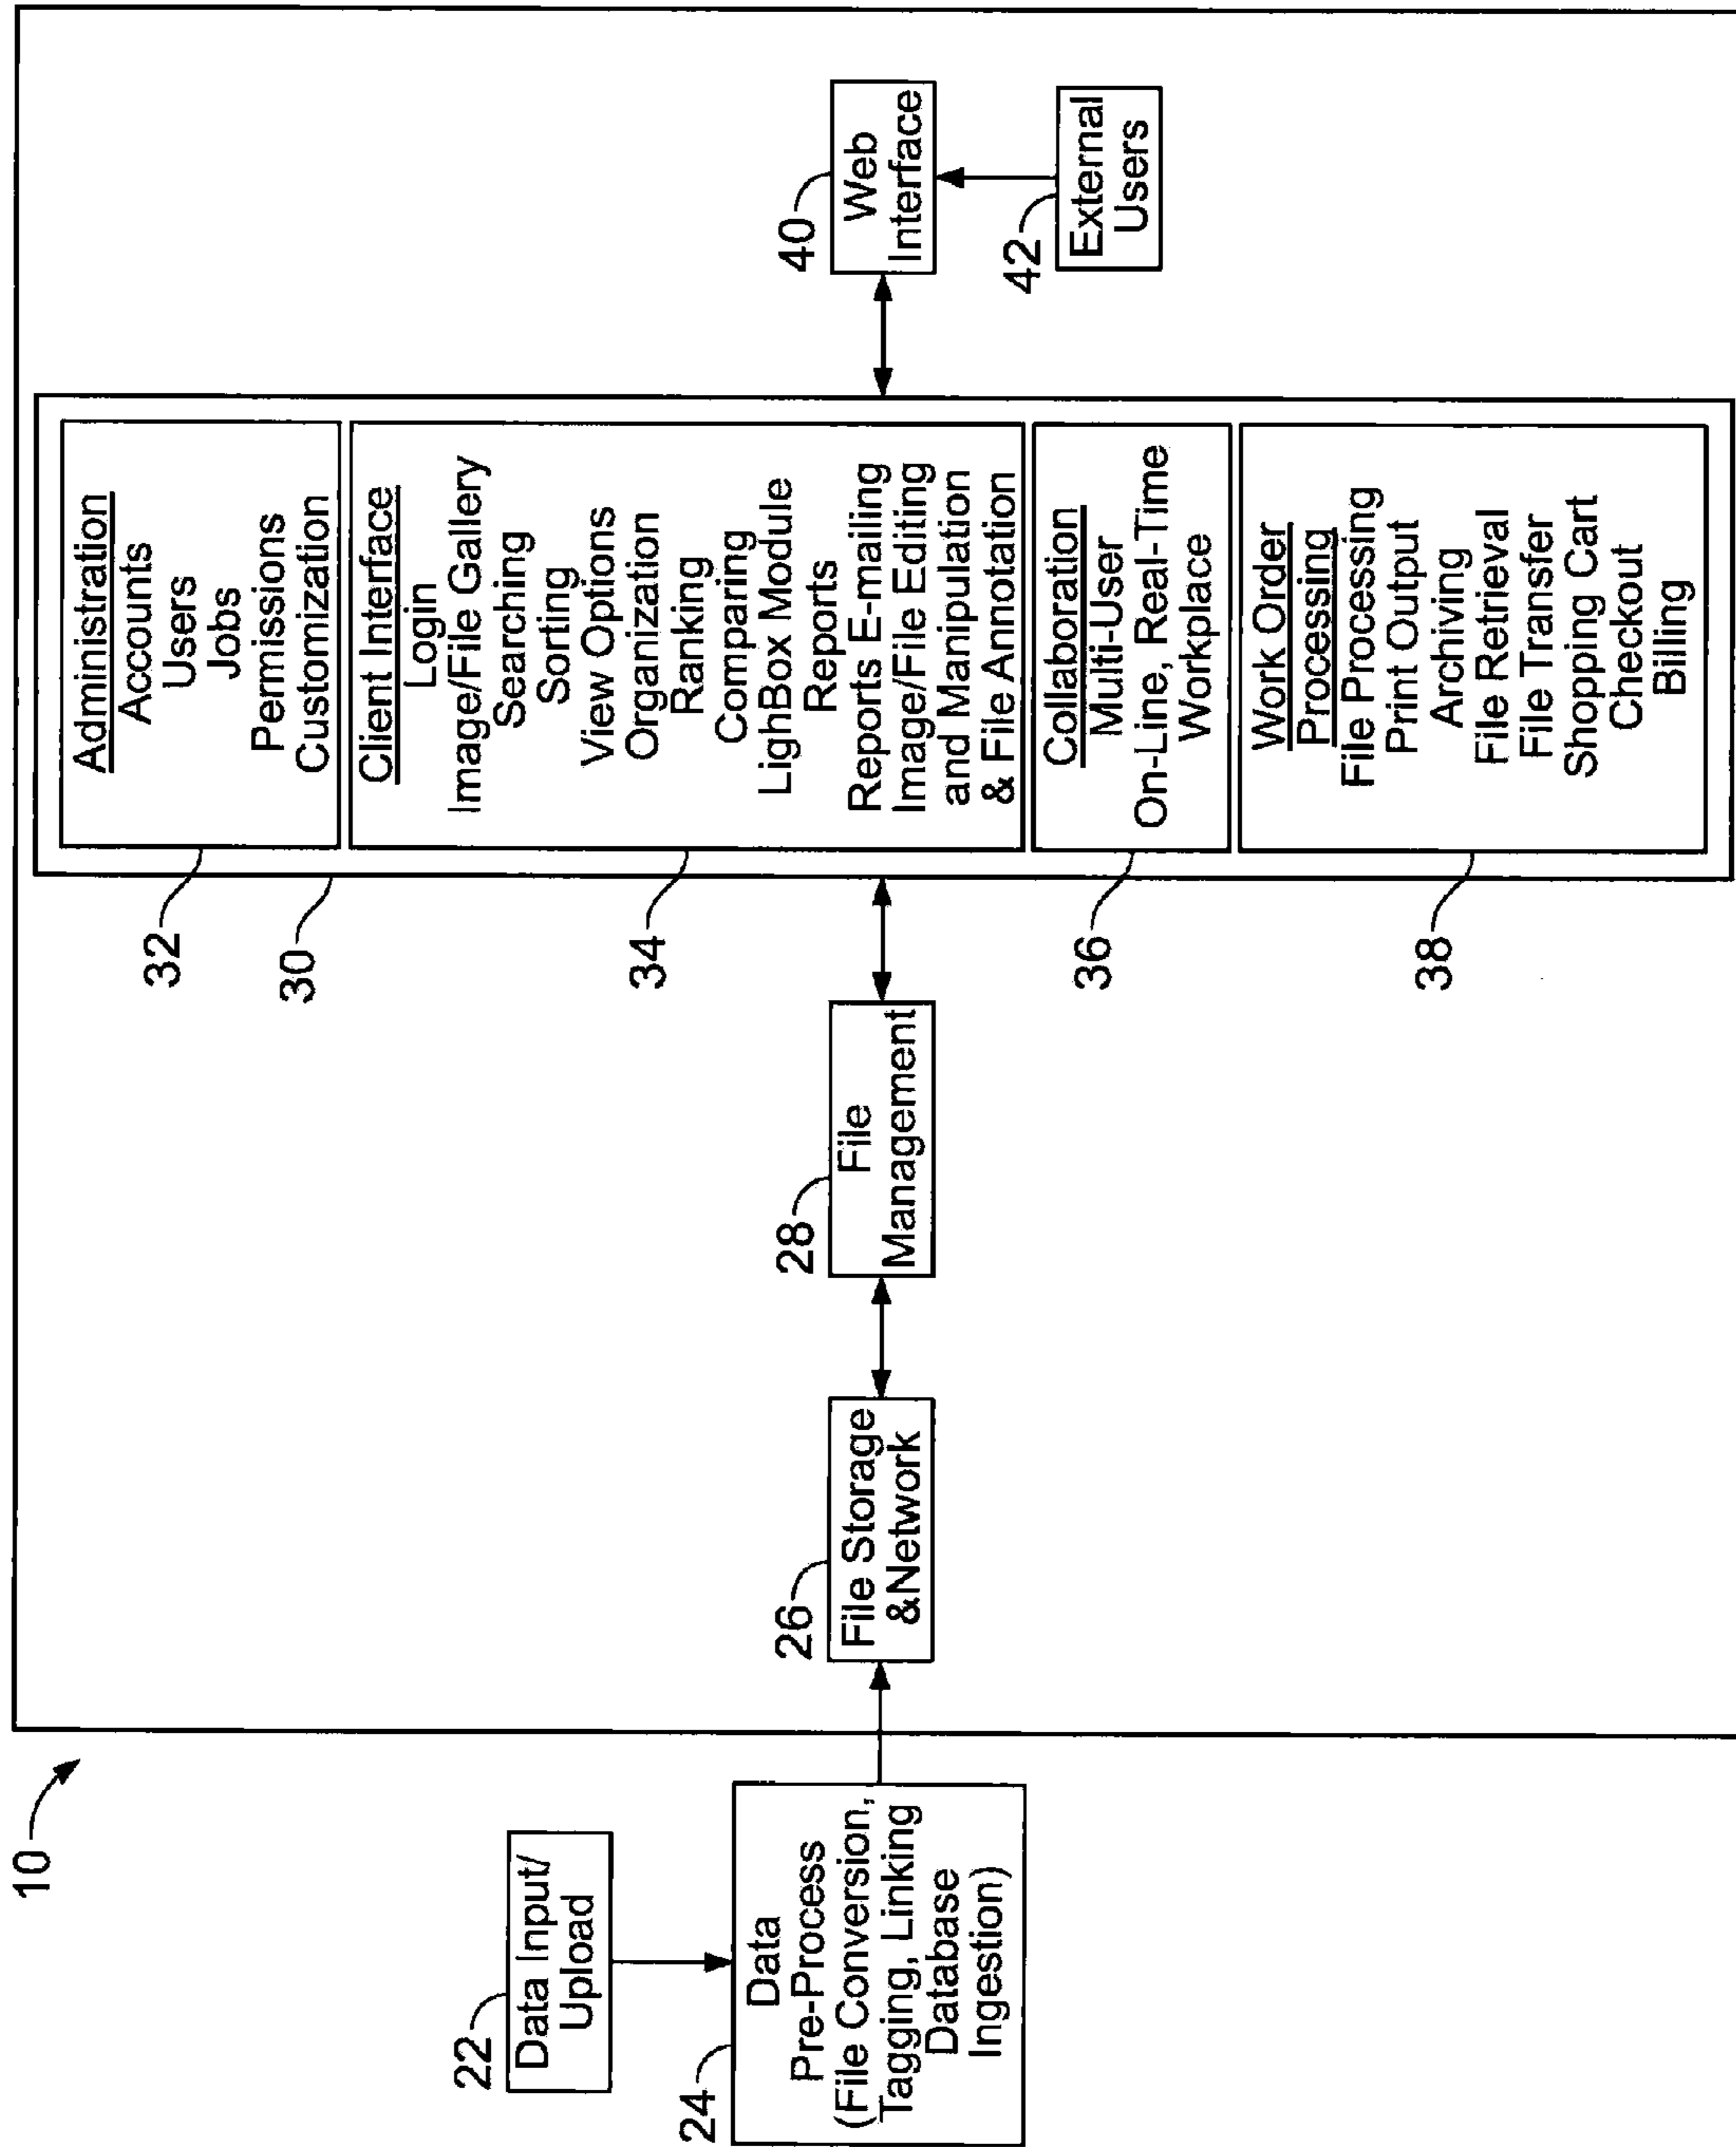 10
22
Data Input/
Upload
24
Data
Pre-Process
(File Conversion,
Tagging, Linking
Database
Ingestion)
26
File Storage
&Network
28
File
Management
30
32
Administration
Accounts
Users
Jobs
Permissions
Customization
34
Client Interface
Login
Image/File Gallery
Searching
Sorting
View Options
Organization
Ranking
Comparing
LighBox Module
Reports
Reports E-mailing
Image/File Editing
and Manipulation
& File Annotation
36
Collaboration
Multi-User
On-Line, Real-Time
Workplace
38
Work Order
Processing
File Processing
Print Output
Archiving
File Retrieval
File Transfer
Shopping Cart
Checkout
Billing
40
Web
Interface
42
External
Users